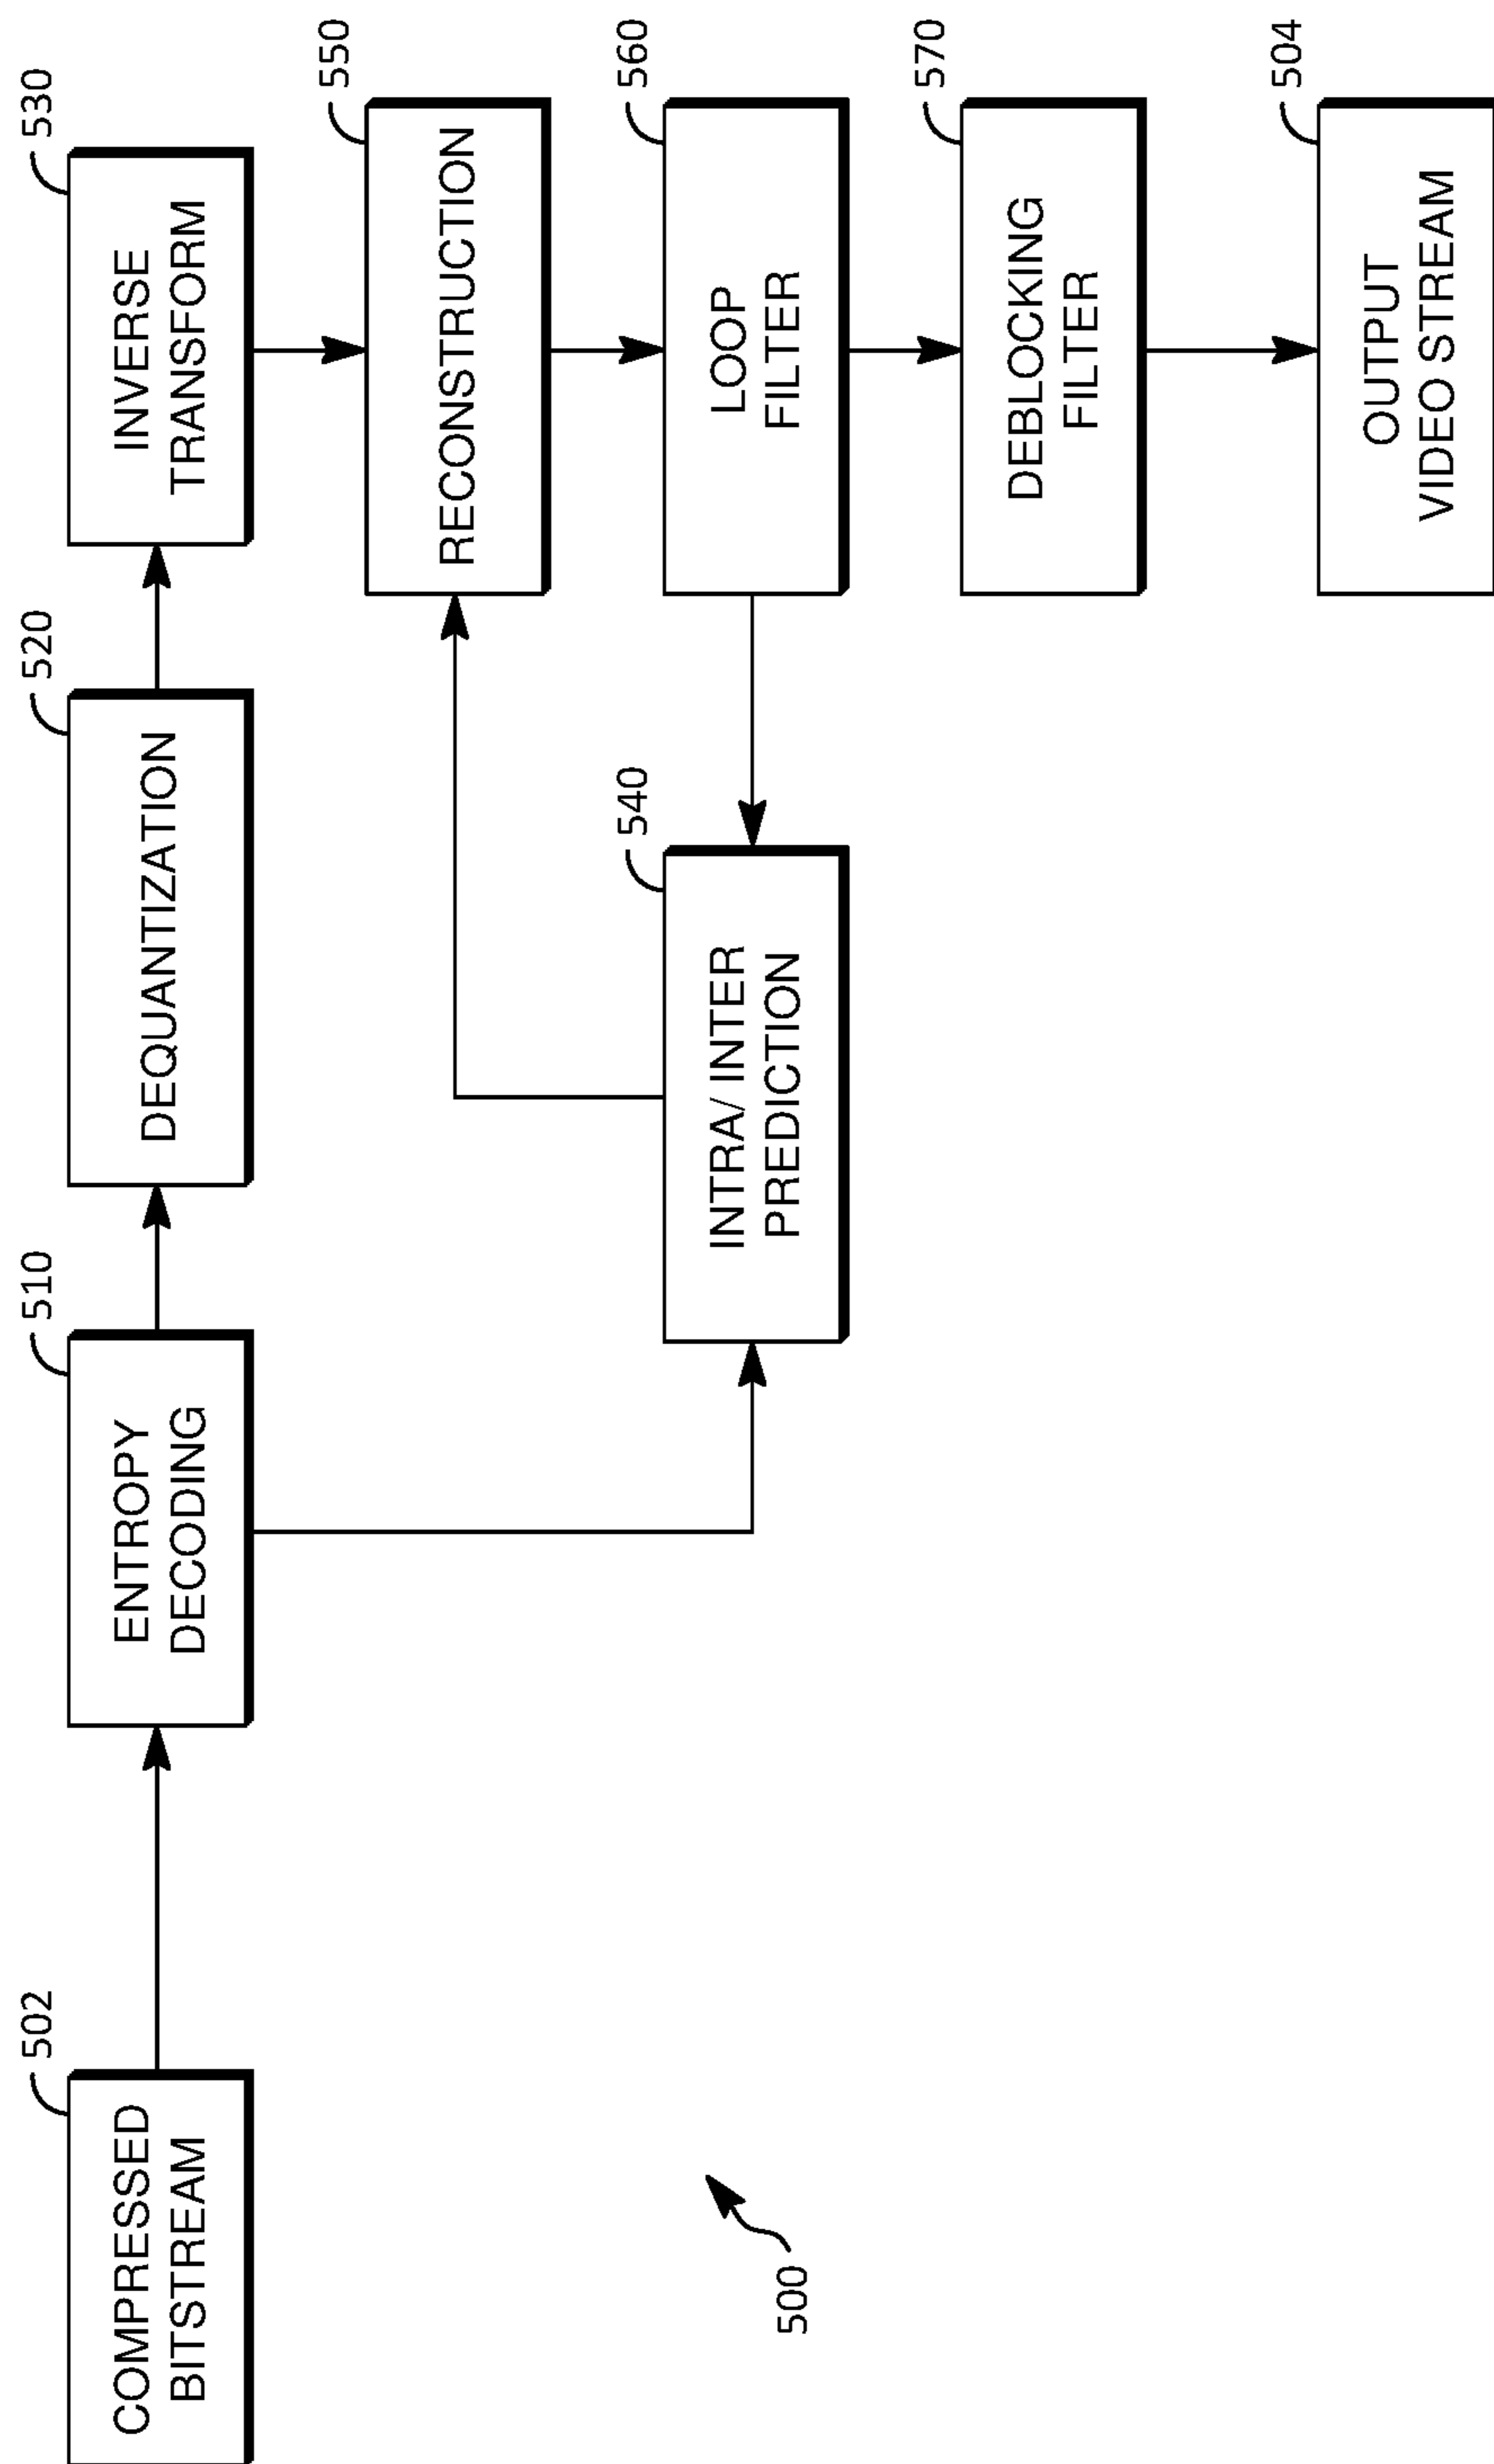 502
COMPRESSED
BITSTREAM
510
ENTROPY
DECODING
520
DEQUANTIZATION
530
INVERSE
TRANSFORM
550
RECONSTRUCTION
540
INTRA/ INTER
PREDICTION
560
LOOP
FILTER
570
DEBLOCKING
FILTER
500
504
OUTPUT
VIDEO STREAM